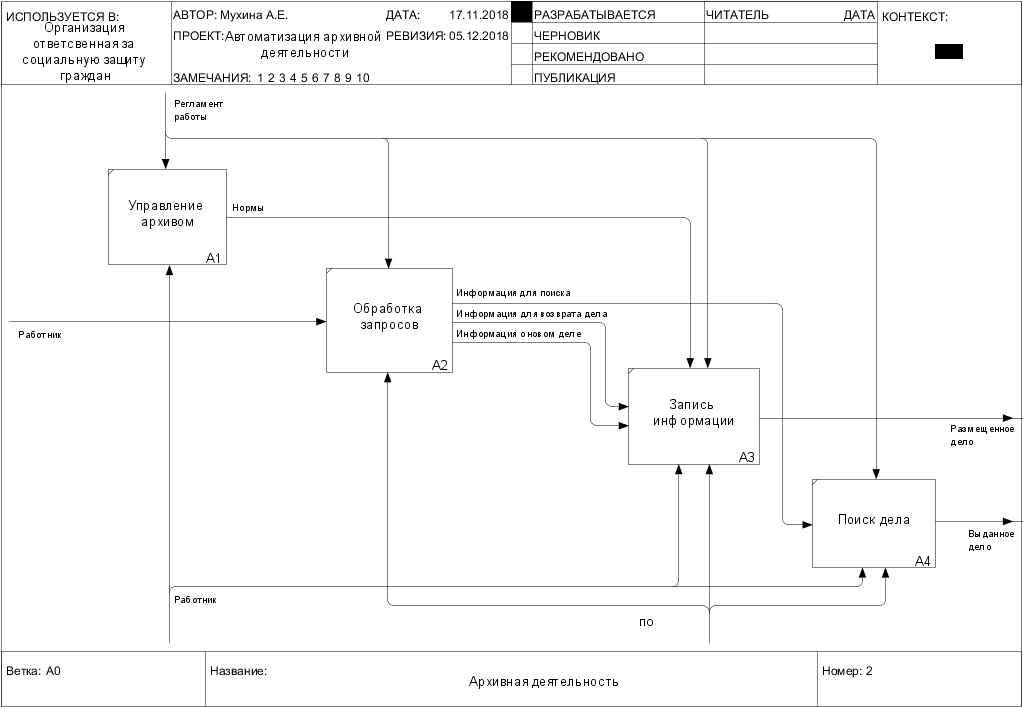 ИСПОЛЬЗУЕТСЯ В:
Организация
ответсвенная за
социальную защиту
граждан
АВТОР: Мухина А.Е.
ДАТА: 17.11.2018
ПРОЕКТ:Автоматизация архивной
деятельности
РЕВИЗИЯ: 05.12.2018
ЗАМЕЧАНИЯ: 1 2 3 4 5 6 7 8 9 10
РАЗРАБАТЫВАЕТСЯ
ЧЕРНОВИК
РЕКОМЕНДОВАНО
ПУБЛИКАЦИЯ
ЧИТАТЕЛЬ ДАТА
КОНТЕКСТ:
Регламент
работы
Управление
архивом
A1
Нормы
Обработка
запросов
A2
Информация для поиска
Информация для возврата дела
Информация о новом деле
Работник
Запись
информации
A3
Размещенное
дело
Поиск дела
A4
Выданное
дело
Работник
ПО
Ветка: A0
Название:
Архивная деятельность
Номер: 2